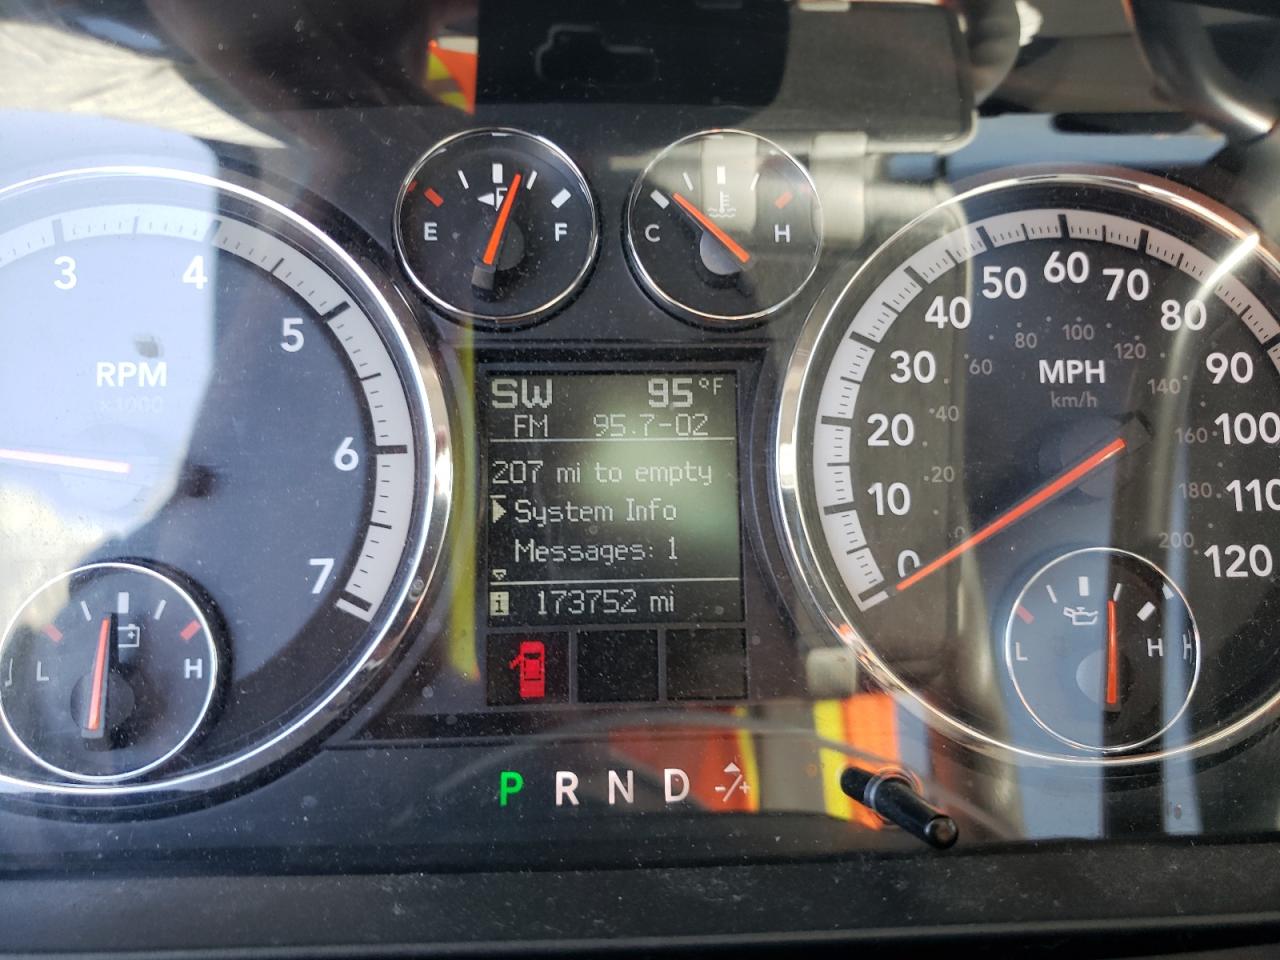 E F
C H
3 4 5 6 7
RPM
x1000
L H
SW 95°F
FM 95.7-02
207 mi to empty
System Info
Messages: 1
i 173752 mi
P R N D -/+
0 10 20 30 40 50 60 70 80 90 100 110 120
MPH
km/h
0 20 40 60 80 100 120 140 160 180 200
L H